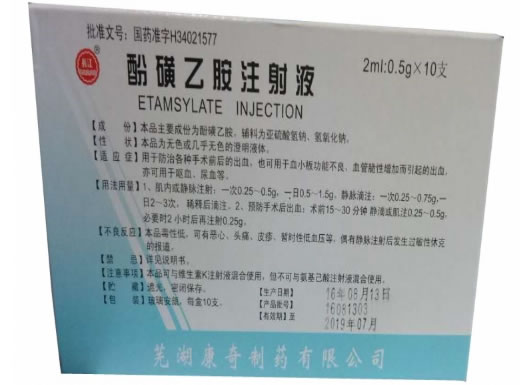 批准文号：国药准字H34021577
酚磺乙胺注射液
2ml:0.5g×10支
ETAMSYLATE INJECTION
【成 份】本品主要成份为酚磺乙胺，辅料为亚硫酸氢钠、氢氧化钠。
【性 状】本品为无色或几乎无色的澄明液体。
【适 应 症】用于防治各种手术前后的出血，也可用于血小板功能不良、血管脆性增加而引起的出血，
亦可用于呕血、尿血等。
【用法用量】1、肌内或静脉注射：一次0.25~0.5g，一日0.5~1.5g。静脉滴注：一次0.25~0.75g，一
日2~3次，稀释后滴注。2、预防手术后出血：术前15~30分钟 静滴或肌注0.25~0.5g，
必要时2小时后再注射0.25g。
【不良反应】本品毒性低，可有恶心、头痛、皮疹、暂时性低血压等，偶有静脉注射后发生过敏性休克
的报道。
【禁 忌】详见说明书。
【注意事项】本品可与维生素K注射液混合使用，但不可与氨基己酸注射液混合使用。
【贮 藏】遮光，密闭保存。
【包 装】玻璃安瓿，每盒10支。
【生产日期】16年08月13日
【产品批号】16081303
【有效期】至 2019年07月
芜湖康奇制药有限公司